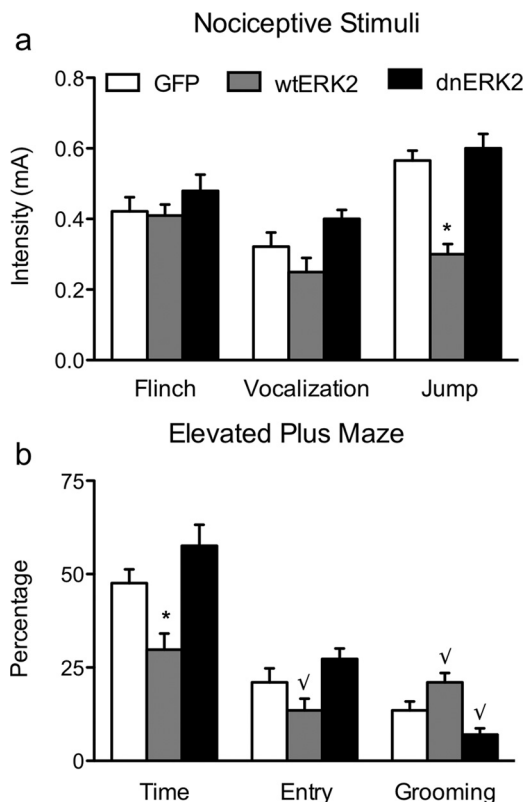 a
Nociceptive Stimuli
GFP wtERK2 dnERK2
Intensity (mA)
0.8
0.6
0.4
0.2
0.0
*
Flinch Vocalization Jump
b
Elevated Plus Maze
Percentage
75
50
25
0
*
√
√
√
Time Entry Grooming